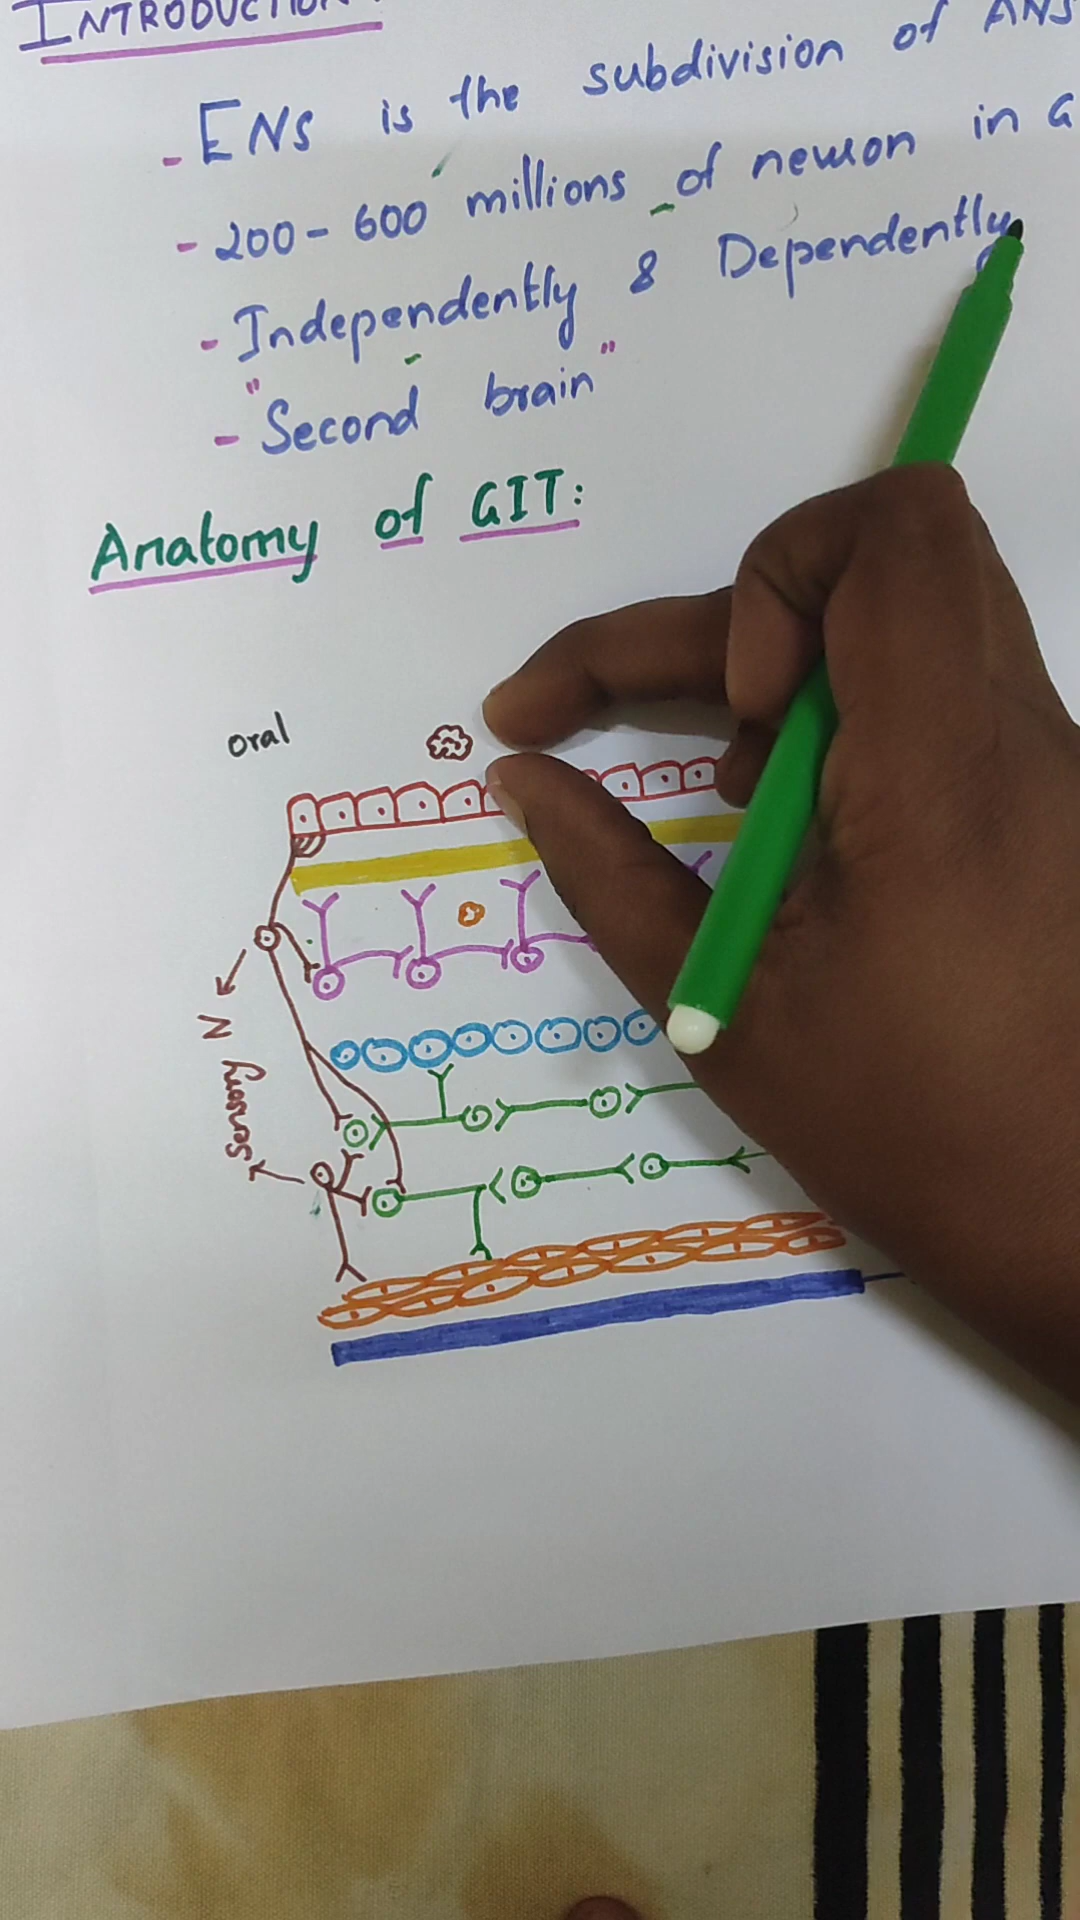 INTRODUCTION:
- ENS is the subdivision of ANS
- 200-600 millions of neuron in G
- Independently & Dependently
- "Second brain"
Anatomy of GIT:
oral
Sensory N